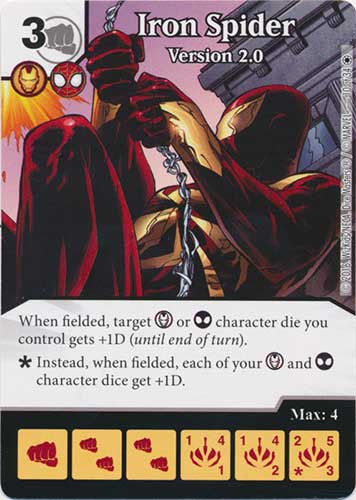 3
Iron Spider
Version 2.0
When fielded, target or character die you
control gets +1D (until end of turn).
* Instead, when fielded, each of your and
character dice get +1D.
Max: 4
1 4 1
1 4 2
2 5 * 3